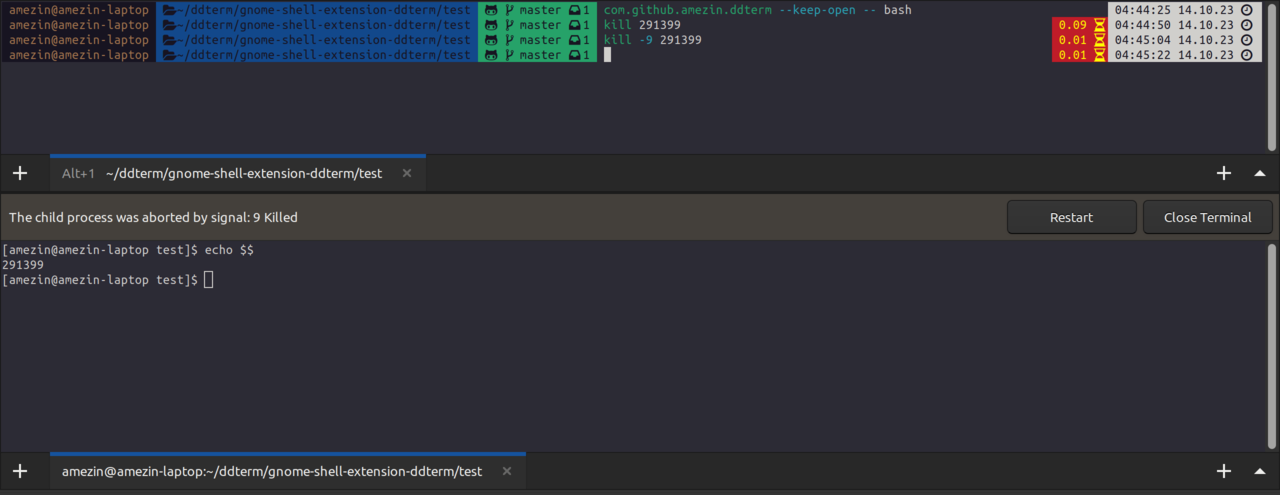 amezin@amezin-laptop ~/ddterm/gnome-shell-extension-ddterm/test master 1 com.github.amezin.ddterm --keep-open -- bash 04:44:25 14.10.23
amezin@amezin-laptop ~/ddterm/gnome-shell-extension-ddterm/test master 1 kill 291399 0.09 04:44:50 14.10.23
amezin@amezin-laptop ~/ddterm/gnome-shell-extension-ddterm/test master 1 kill -9 291399 0.01 04:45:04 14.10.23
amezin@amezin-laptop ~/ddterm/gnome-shell-extension-ddterm/test master 1 0.01 04:45:22 14.10.23
+ Alt+1 ~/ddterm/gnome-shell-extension-ddterm/test × +
The child process was aborted by signal: 9 Killed Restart Close Terminal
[amezin@amezin-laptop test]$ echo $$
291399
[amezin@amezin-laptop test]$
+ amezin@amezin-laptop:~/ddterm/gnome-shell-extension-ddterm/test × +